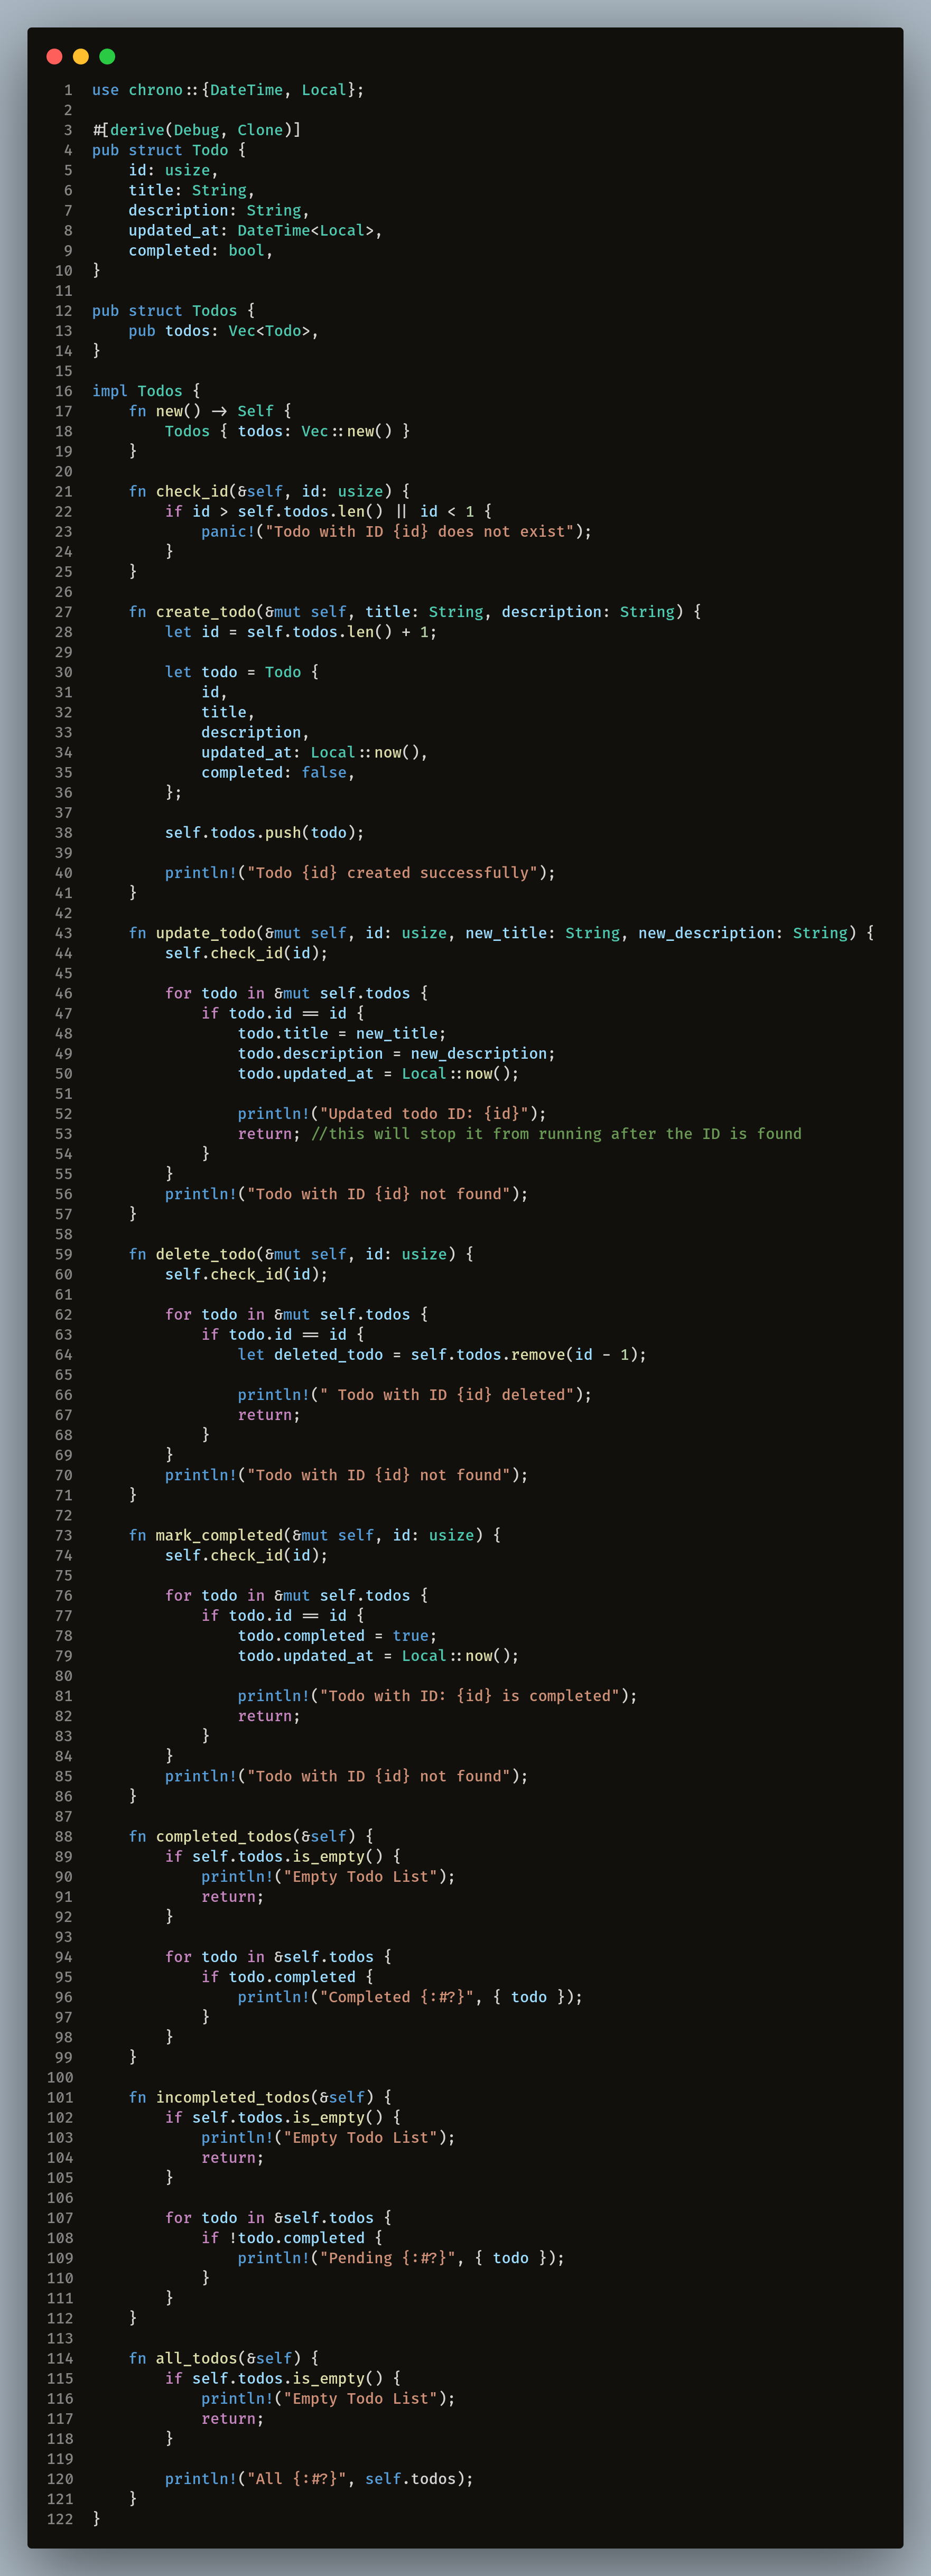 1 use chrono::{DateTime, Local};
2
3 #[derive(Debug, Clone)]
4 pub struct Todo {
5     id: usize,
6     title: String,
7     description: String,
8     updated_at: DateTime<Local>,
9     completed: bool,
10 }
11
12 pub struct Todos {
13     pub todos: Vec<Todo>,
14 }
15
16 impl Todos {
17     fn new() -> Self {
18         Todos { todos: Vec::new() }
19     }
20
21     fn check_id(&self, id: usize) {
22         if id > self.todos.len() || id < 1 {
23             panic!("Todo with ID {id} does not exist");
24         }
25     }
26
27     fn create_todo(&mut self, title: String, description: String) {
28         let id = self.todos.len() + 1;
29
30         let todo = Todo {
31             id,
32             title,
33             description,
34             updated_at: Local::now(),
35             completed: false,
36         };
37
38         self.todos.push(todo);
39
40         println!("Todo {id} created successfully");
41     }
42
43     fn update_todo(&mut self, id: usize, new_title: String, new_description: String) {
44         self.check_id(id);
45
46         for todo in &mut self.todos {
47             if todo.id == id {
48                 todo.title = new_title;
49                 todo.description = new_description;
50                 todo.updated_at = Local::now();
51
52                 println!("Updated todo ID: {id}");
53                 return; //this will stop it from running after the ID is found
54             }
55         }
56         println!("Todo with ID {id} not found");
57     }
58
59     fn delete_todo(&mut self, id: usize) {
60         self.check_id(id);
61
62         for todo in &mut self.todos {
63             if todo.id == id {
64                 let deleted_todo = self.todos.remove(id - 1);
65
66                 println!(" Todo with ID {id} deleted");
67                 return;
68             }
69         }
70         println!("Todo with ID {id} not found");
71     }
72
73     fn mark_completed(&mut self, id: usize) {
74         self.check_id(id);
75
76         for todo in &mut self.todos {
77             if todo.id == id {
78                 todo.completed = true;
79                 todo.updated_at = Local::now();
80
81                 println!("Todo with ID: {id} is completed");
82                 return;
83             }
84         }
85         println!("Todo with ID {id} not found");
86     }
87
88     fn completed_todos(&self) {
89         if self.todos.is_empty() {
90             println!("Empty Todo List");
91             return;
92         }
93
94         for todo in &self.todos {
95             if todo.completed {
96                 println!("Completed {:#?}", { todo });
97             }
98         }
99     }
100
101     fn incompleted_todos(&self) {
102         if self.todos.is_empty() {
103             println!("Empty Todo List");
104             return;
105         }
106
107         for todo in &self.todos {
108             if !todo.completed {
109                 println!("Pending {:#?}", { todo });
110             }
111         }
112     }
113
114     fn all_todos(&self) {
115         if self.todos.is_empty() {
116             println!("Empty Todo List");
117             return;
118         }
119
120         println!("All {:#?}", self.todos);
121     }
122 }